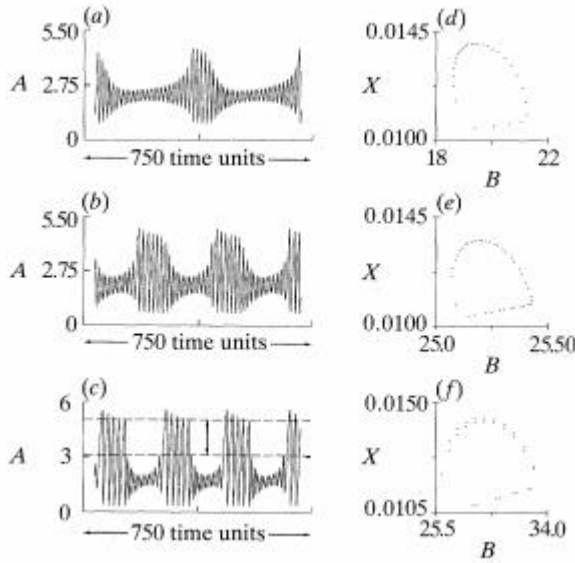 (a)
5.50
A 2.75
0
750 time units
(d)
0.0145
X
0.0100
18 22
B
(b)
5.50
A 2.75
0
750 time units
(e)
0.0145
X
0.0100
25.0 25.50
B
(c)
6
A 3
0
750 time units
(f)
0.0150
X
0.0105
25.5 34.0
B